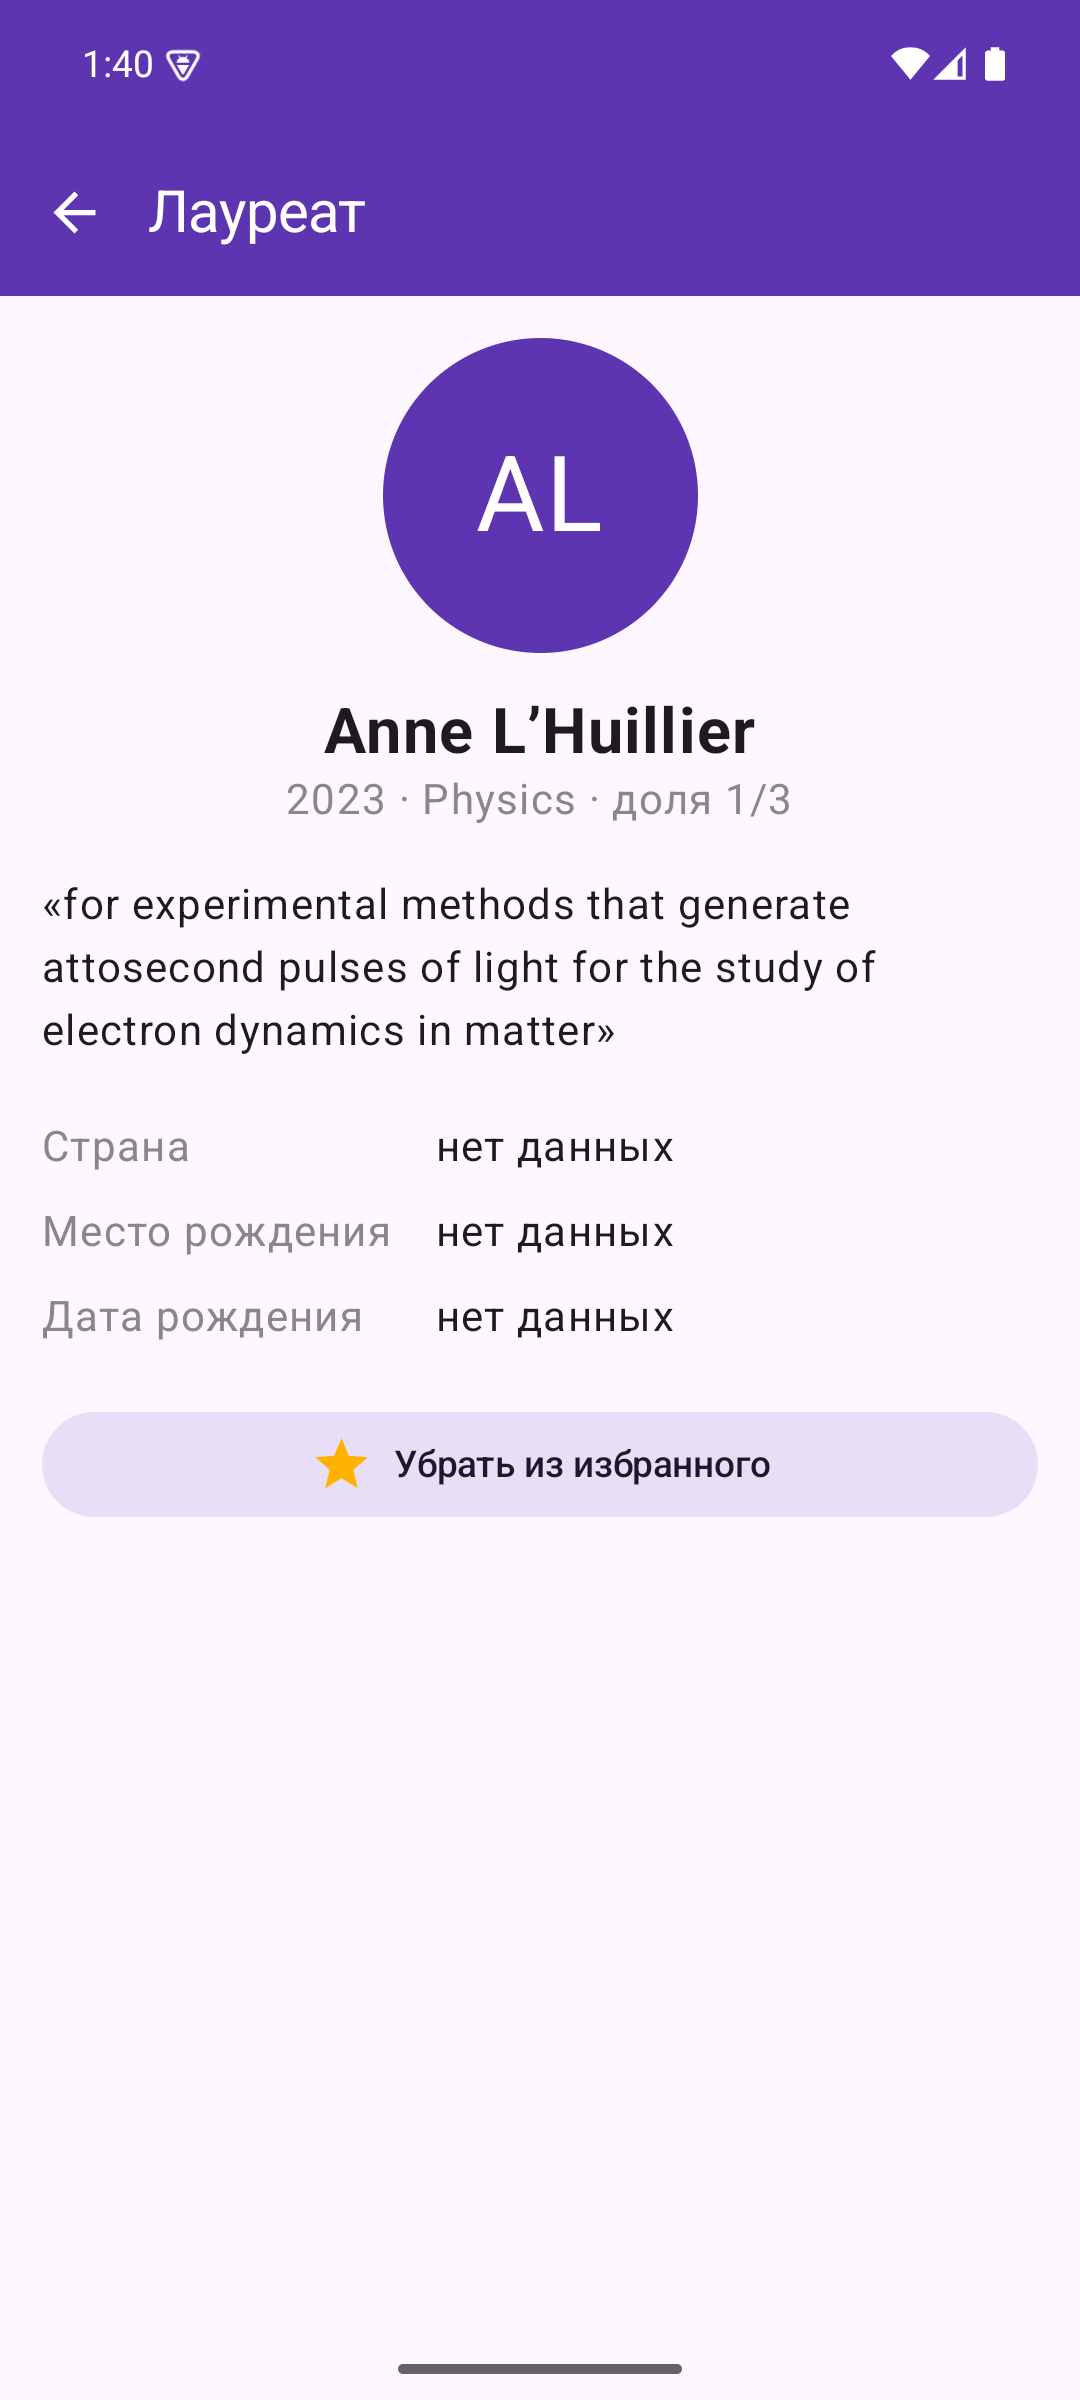 1:40
Лауреат
AL
Anne L’Huillier
2023 · Physics · доля 1/3
«for experimental methods that generate
attosecond pulses of light for the study of
electron dynamics in matter»
Страна нет данных
Место рождения нет данных
Дата рождения нет данных
Убрать из избранного